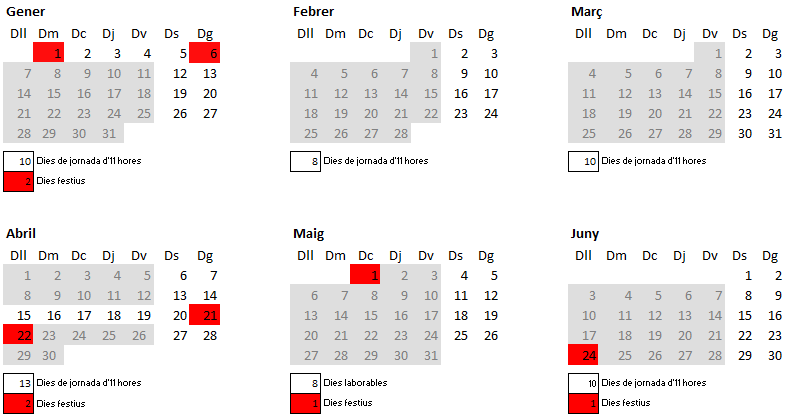 Gener
Dll Dm Dc Dj Dv Ds Dg
1 2 3 4 5 6
7 8 9 10 11 12 13
14 15 16 17 18 19 20
21 22 23 24 25 26 27
28 29 30 31
10 Dies de jornada d'11 hores
2 Dies festius
Febrer
Dll Dm Dc Dj Dv Ds Dg
1 2 3
4 5 6 7 8 9 10
11 12 13 14 15 16 17
18 19 20 21 22 23 24
25 26 27 28
8 Dies de jornada d'11 hores
Març
Dll Dm Dc Dj Dv Ds Dg
1 2 3
4 5 6 7 8 9 10
11 12 13 14 15 16 17
18 19 20 21 22 23 24
25 26 27 28 29 30 31
10 Dies de jornada d'11 hores
Abril
Dll Dm Dc Dj Dv Ds Dg
1 2 3 4 5 6 7
8 9 10 11 12 13 14
15 16 17 18 19 20 21
22 23 24 25 26 27 28
29 30
13 Dies de jornada d'11 hores
2 Dies festius
Maig
Dll Dm Dc Dj Dv Ds Dg
1 2 3 4 5
6 7 8 9 10 11 12
13 14 15 16 17 18 19
20 21 22 23 24 25 26
27 28 29 30 31
8 Dies laborables
1 Dies festius
Juny
Dll Dm Dc Dj Dv Ds Dg
1 2
3 4 5 6 7 8 9
10 11 12 13 14 15 16
17 18 19 20 21 22 23
24 25 26 27 28 29 30
10 Dies de jornada d'11 hores
1 Dies festius